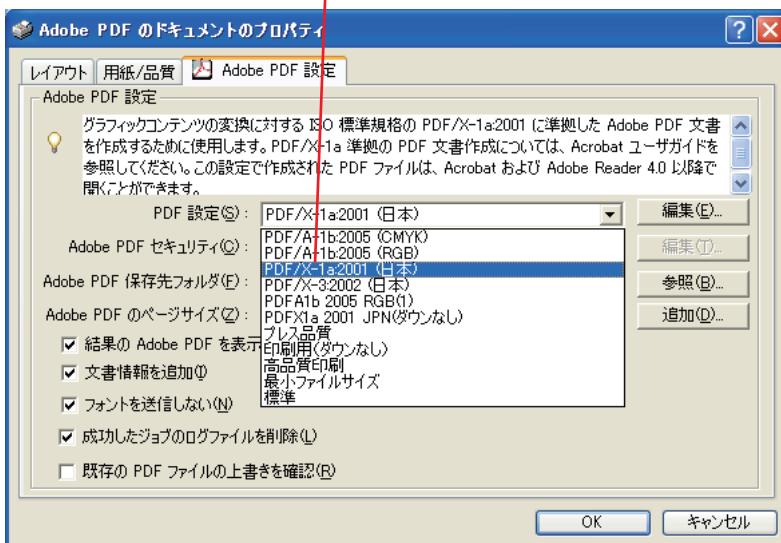 Adobe PDF のドキュメントのプロパティ
レイアウト 用紙/品質 Adobe PDF 設定
Adobe PDF 設定
グラフィックコンテンツの変換に対する ISO 標準規格の PDF/X-1a:2001 に準拠した Adobe PDF 文書
を作成するために使用します。PDF/X-1a 準拠の PDF 文書作成については、Acrobat ユーザガイドを
参照してください。この設定で作成された PDF ファイルは、Acrobat および Adobe Reader 4.0 以降で
開くことができます。
PDF 設定(S): PDF/X-1a:2001 (日本) 編集(E)...
Adobe PDF セキュリティ(C): 編集(T)...
Adobe PDF 保存先フォルダ(F): 参照(B)...
Adobe PDF のページサイズ(Z): 追加(D)...
PDF/A-1b:2005 (CMYK)
PDF/A-1b:2005 (RGB)
PDF/X-1a:2001 (日本)
PDF/X-3:2002 (日本)
PDFA1b 2005 RGB(1)
PDFX1a 2001 JPN(ダウンなし)
プレス品質
印刷用(ダウンなし)
高品質印刷
最小ファイルサイズ
標準
結果の Adobe PDF を表示
文書情報を追加(I)
フォントを送信しない(N)
成功したジョブのログファイルを削除(L)
既存の PDF ファイルの上書きを確認(R)
OK キャンセル